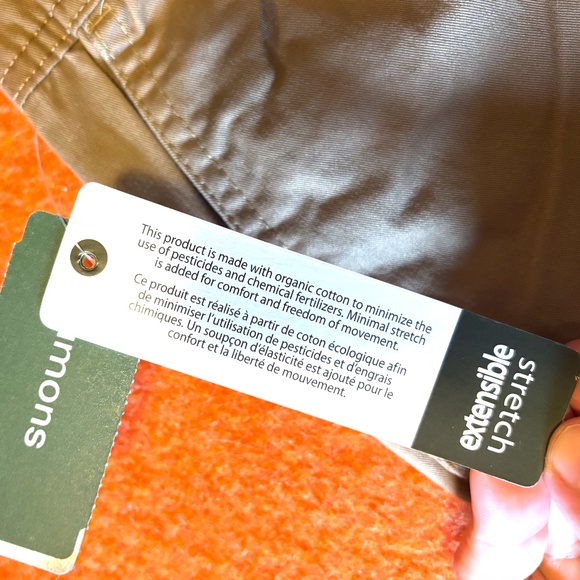 This product is made with organic cotton to minimize the
use of pesticides and chemical fertilizers. Minimal stretch
is added for comfort and freedom of movement.
Ce produit est réalisé à partir de coton écologique afin
de minimiser l'utilisation de pesticides et d'engrais
chimiques. Un soupçon d'élasticité est ajouté pour le
confort et la liberté de mouvement.
stretch
extensible
mons